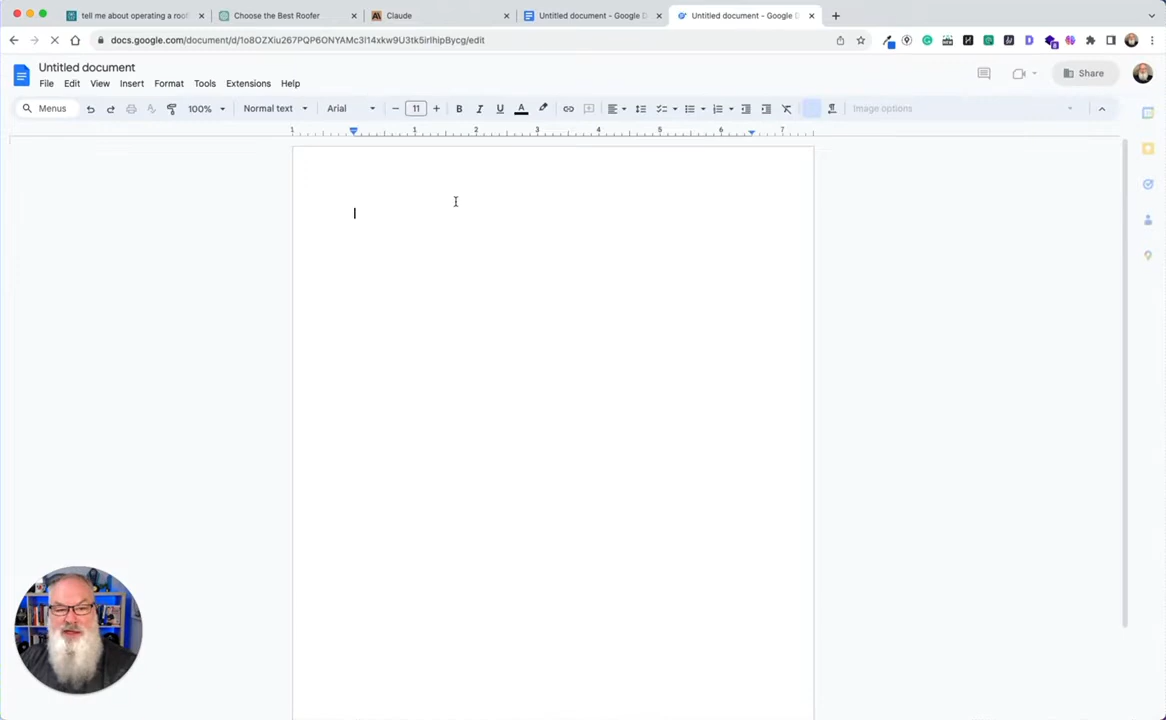 tell me about operating a roof
Choose the Best Roofer
Claude
Untitled document - Google D
Untitled document - Google D
docs.google.com/document/d/1o8OZXiu267PQP6ONYAMc3I14xkw9U3tk5irIhipBycg/edit
Untitled document
File Edit View Insert Format Tools Extensions Help
Share
Menus 100% Normal text Arial 11 Image options
1 1 2 3 4 5 6 7